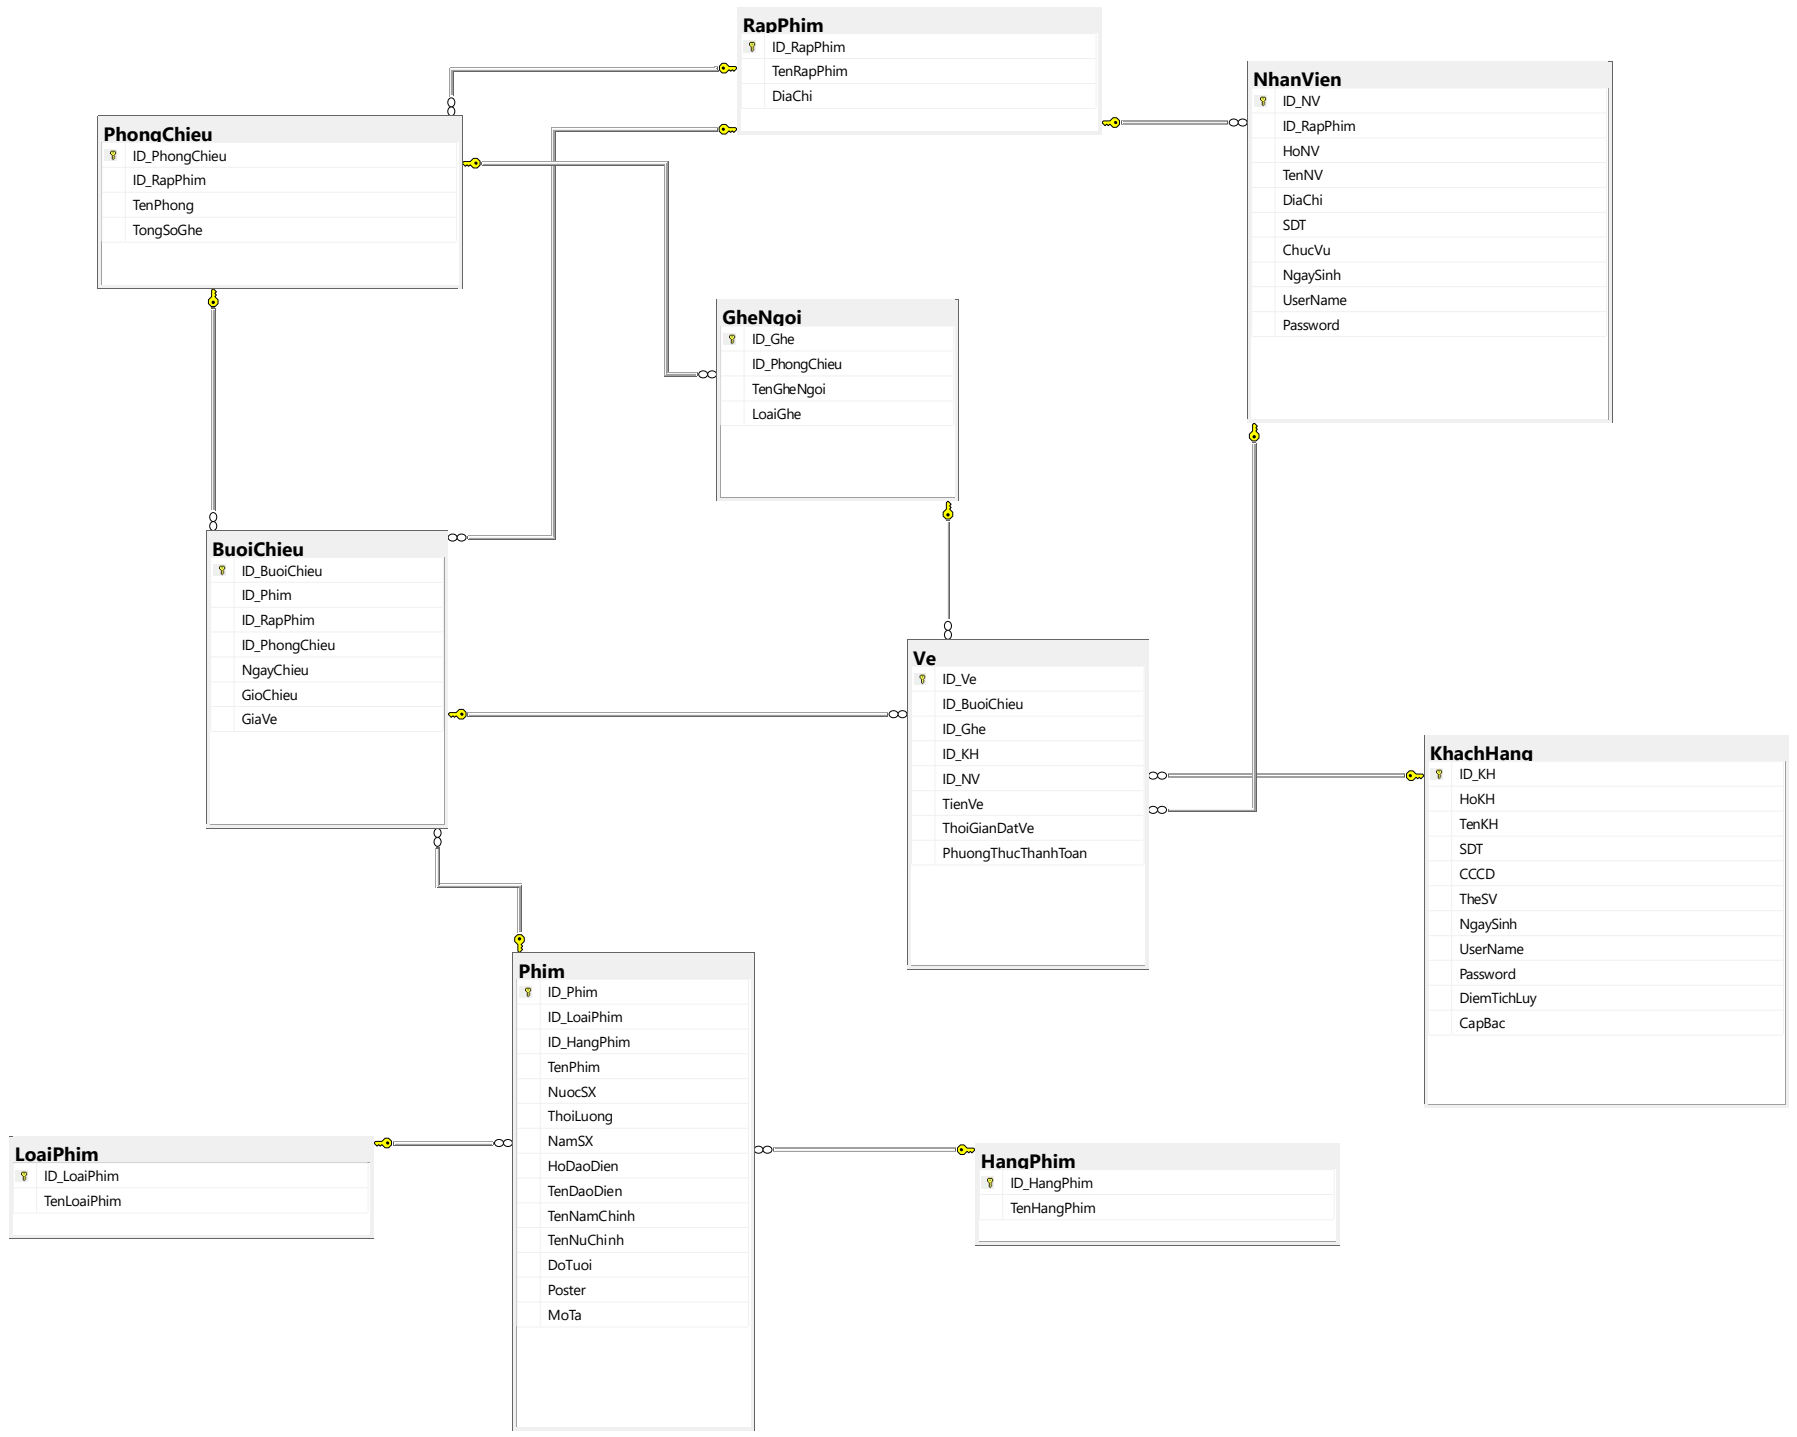 RapPhim
ID_RapPhim
TenRapPhim
DiaChi
NhanVien
ID_NV
ID_RapPhim
HoNV
TenNV
DiaChi
SDT
ChucVu
NgaySinh
UserName
Password
PhongChieu
ID_PhongChieu
ID_RapPhim
TenPhong
TongSoGhe
GheNgoi
ID_Ghe
ID_PhongChieu
TenGheNgoi
LoaiGhe
BuoiChieu
ID_BuoiChieu
ID_Phim
ID_RapPhim
ID_PhongChieu
NgayChieu
GioChieu
GiaVe
Ve
ID_Ve
ID_BuoiChieu
ID_Ghe
ID_KH
ID_NV
TienVe
ThoiGianDatVe
PhuongThucThanhToan
KhachHang
ID_KH
HoKH
TenKH
SDT
CCCD
TheSV
NgaySinh
UserName
Password
DiemTichLuy
CapBac
Phim
ID_Phim
ID_LoaiPhim
ID_HangPhim
TenPhim
NuocSX
ThoiLuong
NamSX
HoDaoDien
TenDaoDien
TenNamChinh
TenNuChinh
DoTuoi
Poster
MoTa
LoaiPhim
ID_LoaiPhim
TenLoaiPhim
HangPhim
ID_HangPhim
TenHangPhim